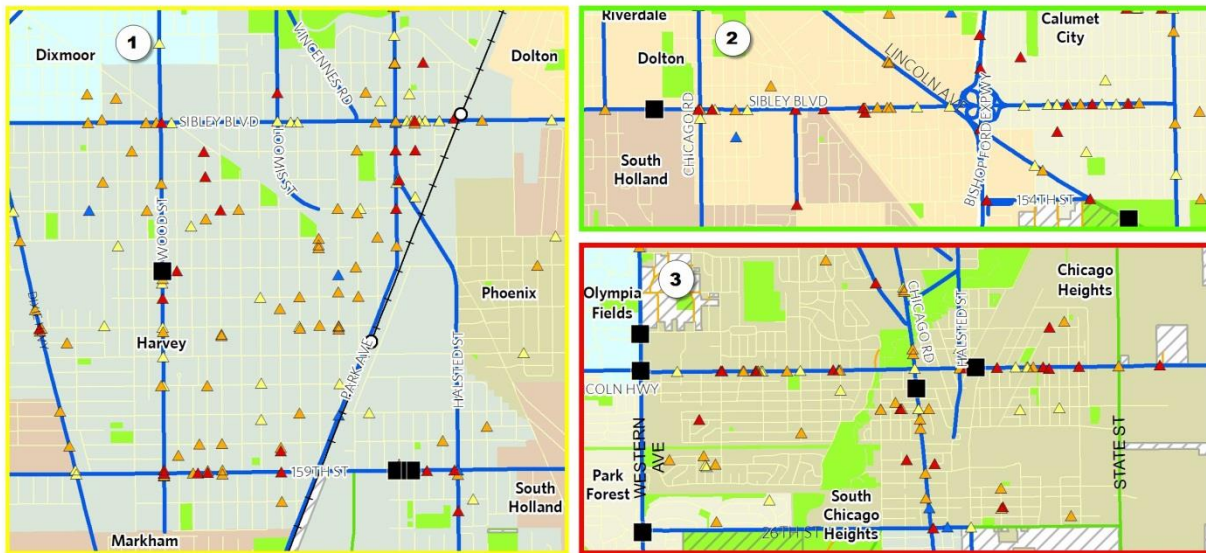 1
Dixmoor
VINCENNES RD
Dolton
SIBLEY BLVD
WOOD ST
WOOD ST
DIXIE HWY
Harvey
Phoenix
PARK AVE
HALSTED ST
159TH ST
South
Holland
Markham
Riverdale
2
Calumet
City
Dolton
LINCOLN AVE
SIBLEY BLVD
CHICAGO RD
South
Holland
BISHOP FORD EXPWY
154TH ST
3
Olympia
Fields
Chicago
Heights
CHICAGO RD
HALSTED ST
COLN HWY
WESTERN
AVE
STATE ST
Park
Forest
South
Chicago
Heights
26TH ST